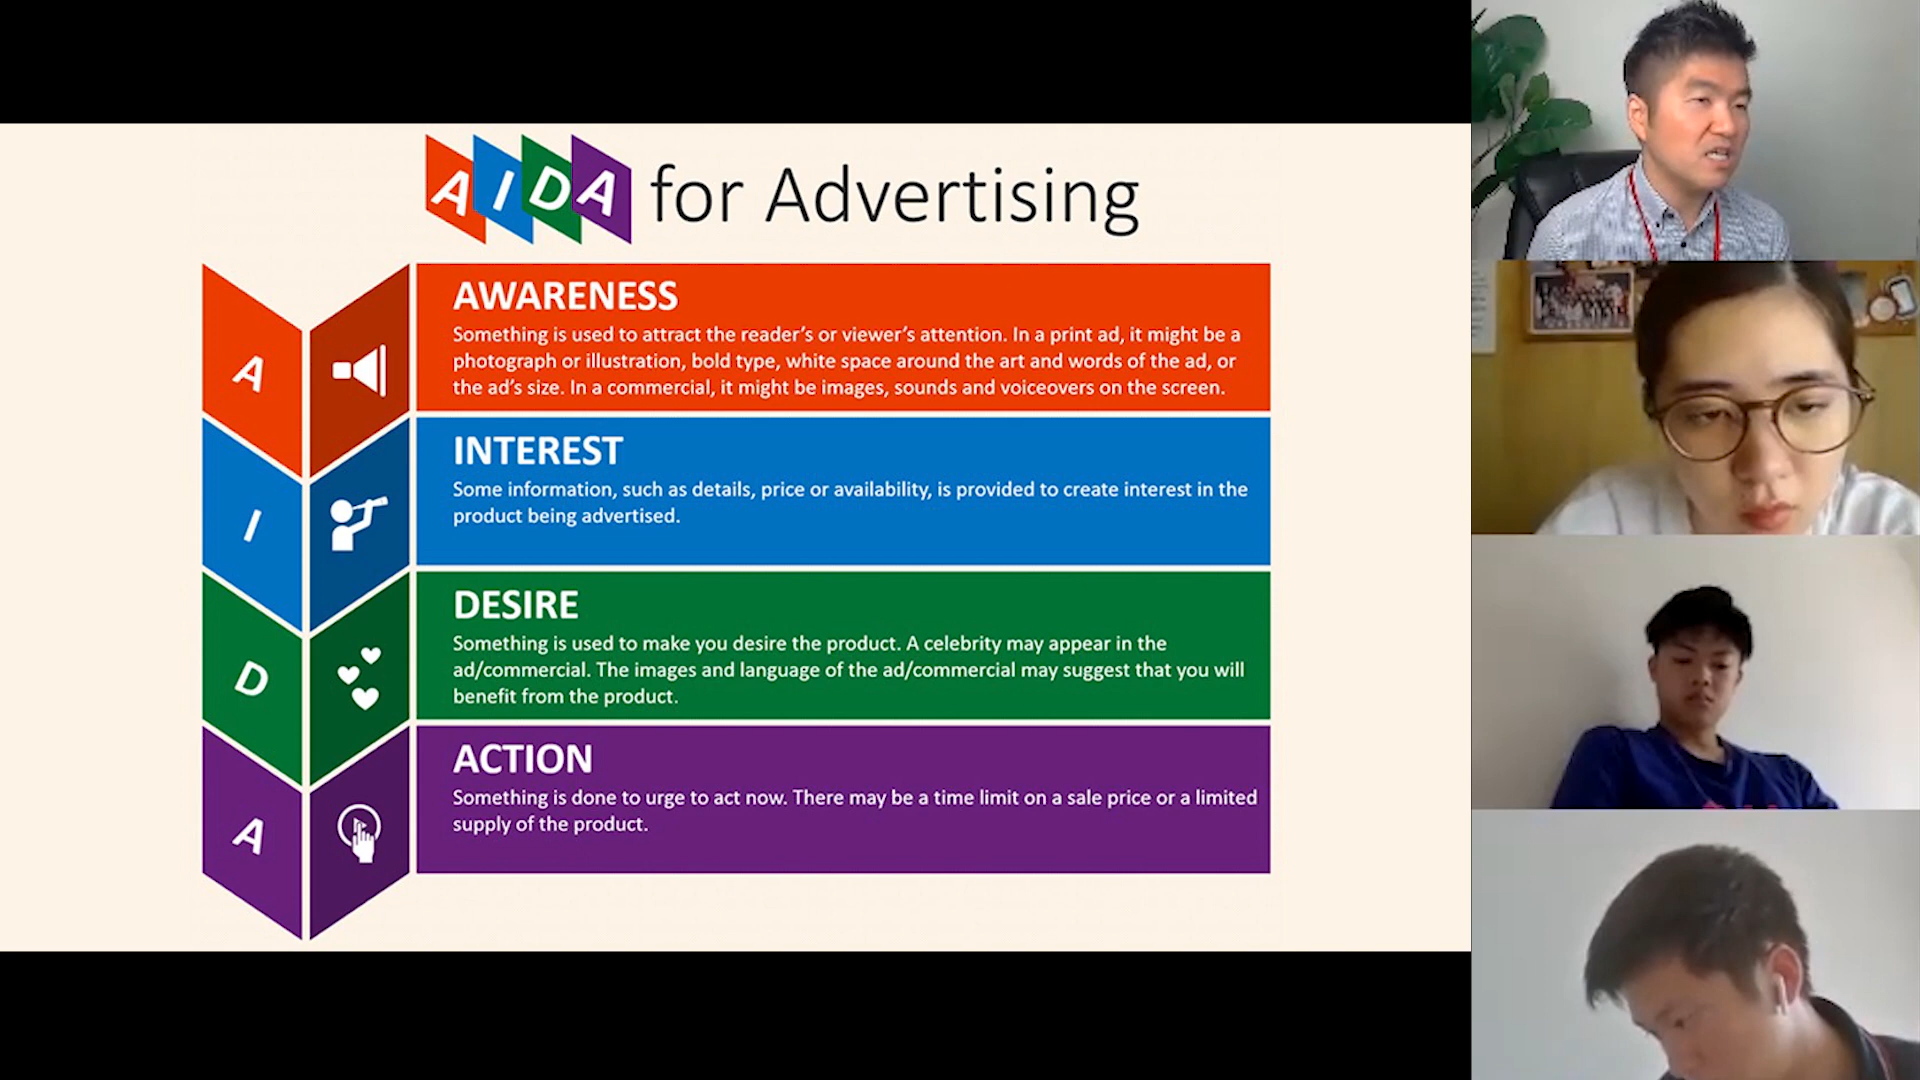 AIDA for Advertising
A
AWARENESS
Something is used to attract the reader’s or viewer’s attention. In a print ad, it might be a
photograph or illustration, bold type, white space around the art and words of the ad, or
the ad’s size. In a commercial, it might be images, sounds and voiceovers on the screen.
I
INTEREST
Some information, such as details, price or availability, is provided to create interest in the
product being advertised.
D
DESIRE
Something is used to make you desire the product. A celebrity may appear in the
ad/commercial. The images and language of the ad/commercial may suggest that you will
benefit from the product.
A
ACTION
Something is done to urge to act now. There may be a time limit on a sale price or a limited
supply of the product.